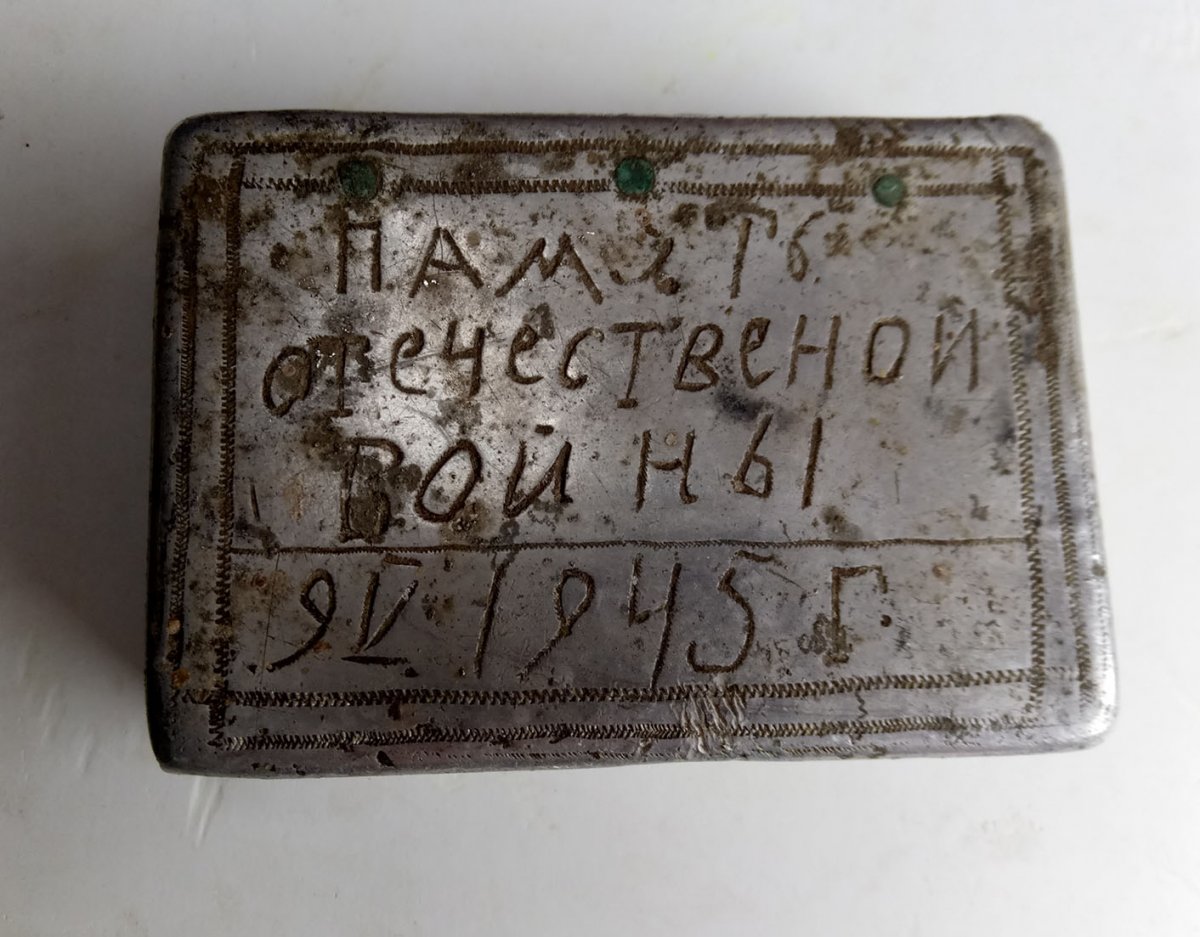 ПАМяТЬ
отечественой
войны
9 V 1945 г.